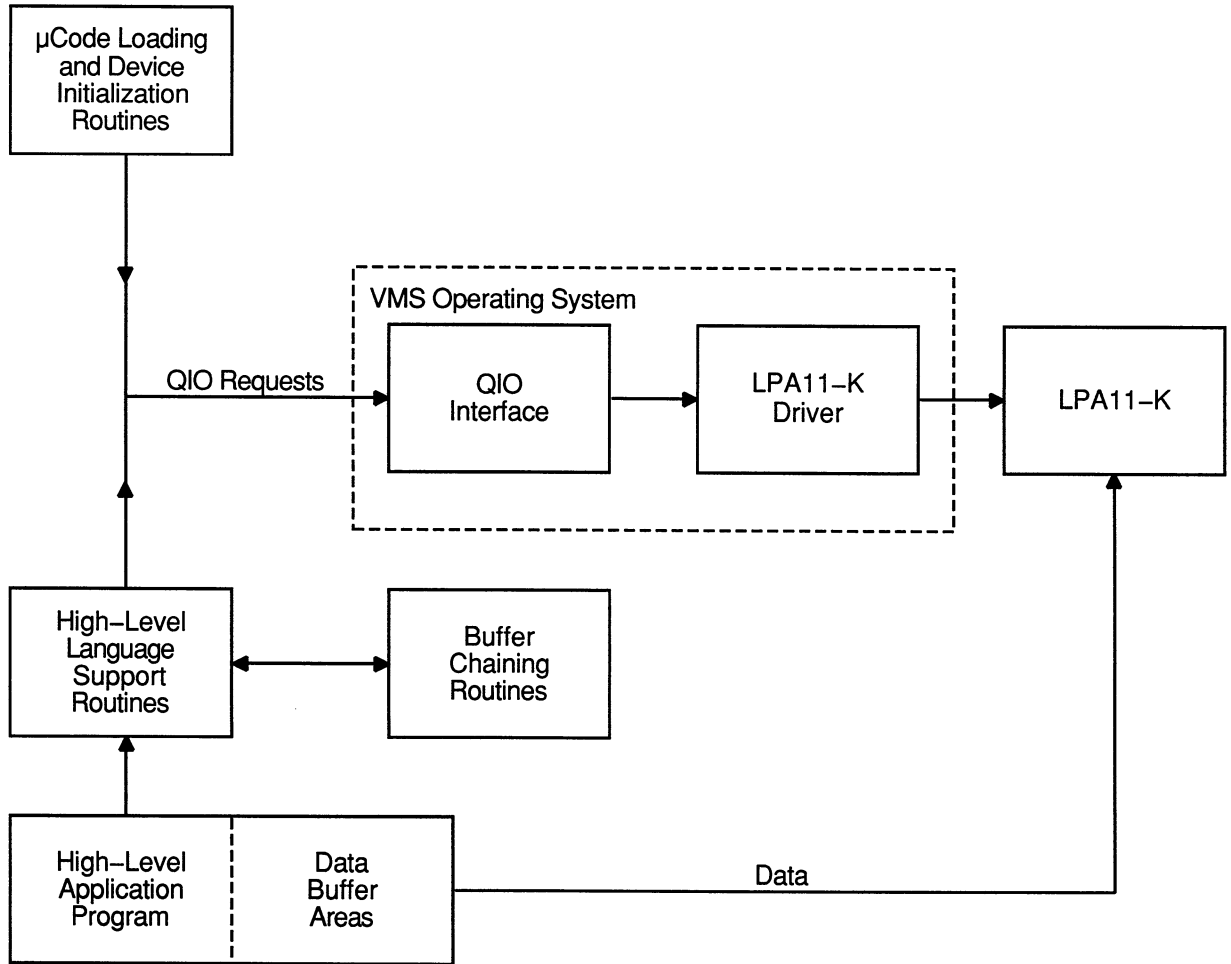 µCode Loading
and Device
Initialization
Routines
VMS Operating System
QIO Requests
QIO
Interface
LPA11–K
Driver
LPA11–K
High–Level
Language
Support
Routines
Buffer
Chaining
Routines
High–Level
Application
Program
Data
Buffer
Areas
Data